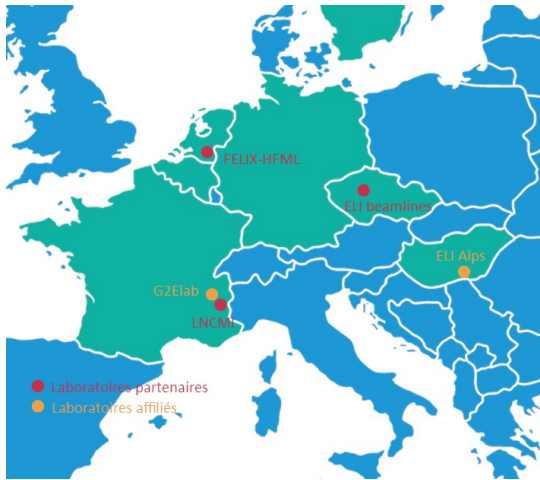 FELIX-HFML
ELI beamlines
ELI Alps
G2Elab
LNCMI
Laboratoires partenaires
Laboratoires affiliés